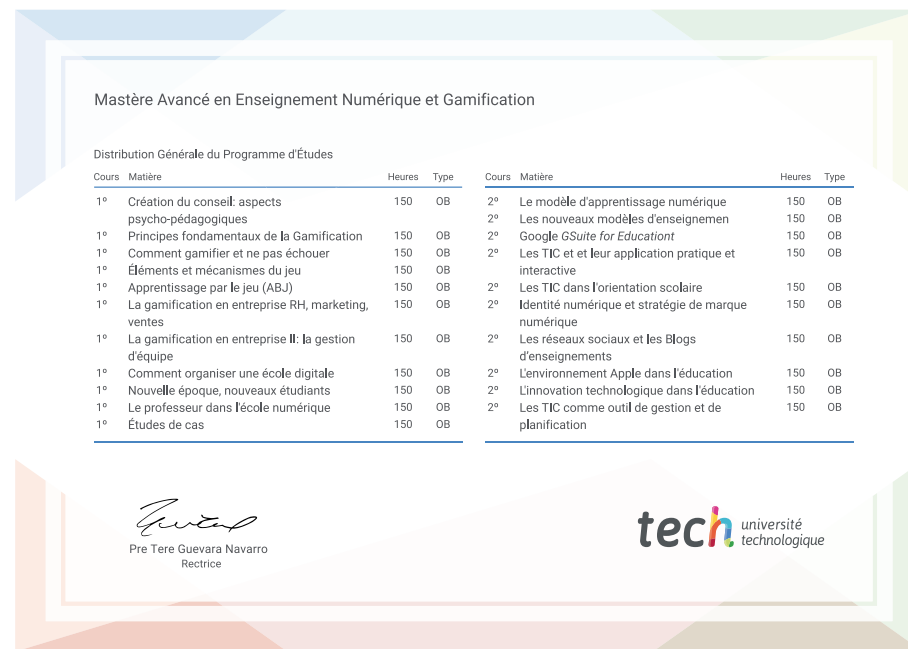 Mastère Avancé en Enseignement Numérique et Gamification
Distribution Générale du Programme d'Études
Cours Matière Heures Type
1º Création du conseil: aspects 150 OB
psycho-pédagogiques
1º Principes fondamentaux de la Gamification 150 OB
1º Comment gamifier et ne pas échouer 150 OB
1º Éléments et mécanismes du jeu 150 OB
1º Apprentissage par le jeu (ABJ) 150 OB
1º La gamification en entreprise RH, marketing, 150 OB
ventes
1º La gamification en entreprise II: la gestion 150 OB
d'équipe
1º Comment organiser une école digitale 150 OB
1º Nouvelle époque, nouveaux étudiants 150 OB
1º Le professeur dans l'école numérique 150 OB
1º Études de cas 150 OB
Cours Matière Heures Type
2º Le modèle d'apprentissage numérique 150 OB
2º Les nouveaux modèles d'enseignemen 150 OB
2º Google GSuite for Educationt 150 OB
2º Les TIC et et leur application pratique et 150 OB
interactive
2º Les TIC dans l'orientation scolaire 150 OB
2º Identité numérique et stratégie de marque 150 OB
numérique
2º Les réseaux sociaux et les Blogs 150 OB
d'enseignements
2º L'environnement Apple dans l'éducation 150 OB
2º L'innovation technologique dans l'éducation 150 OB
2º Les TIC comme outil de gestion et de 150 OB
planification
Pre Tere Guevara Navarro
Rectrice
tech université
technologique